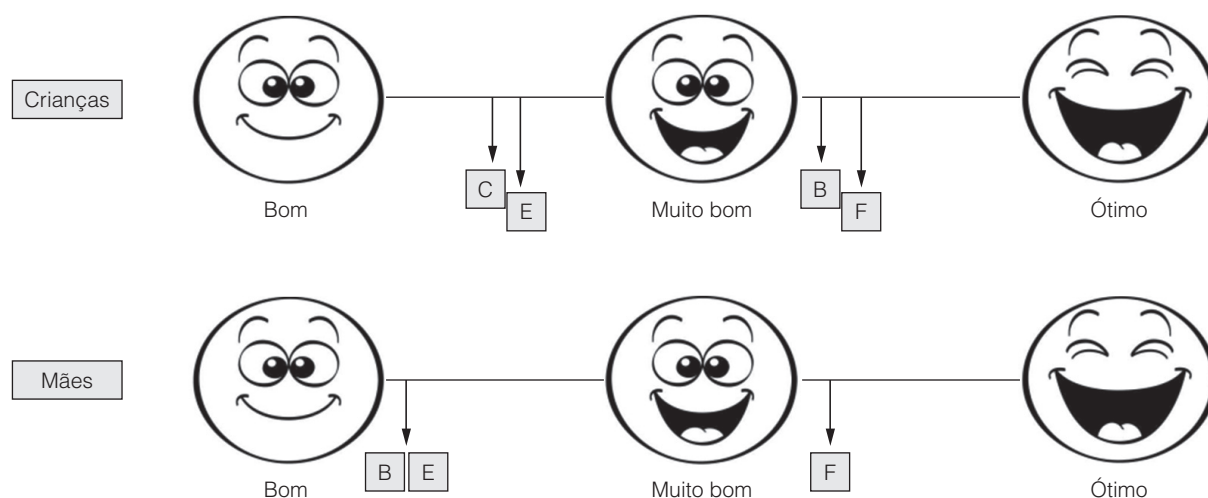 Crianças
C
E
B
F
Bom
Muito bom
Ótimo
Mães
B E
F
Bom
Muito bom
Ótimo